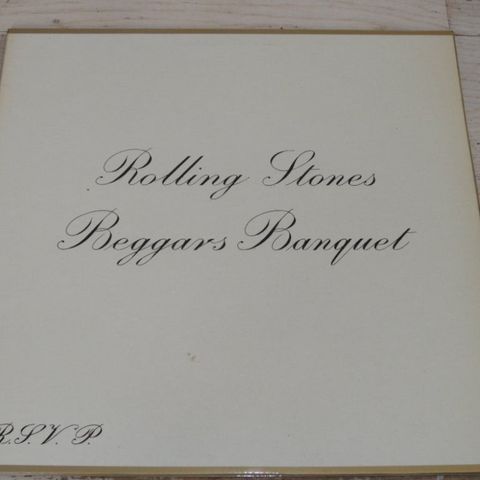 Rolling Stones
Beggars Banquet
R.S.V.P.